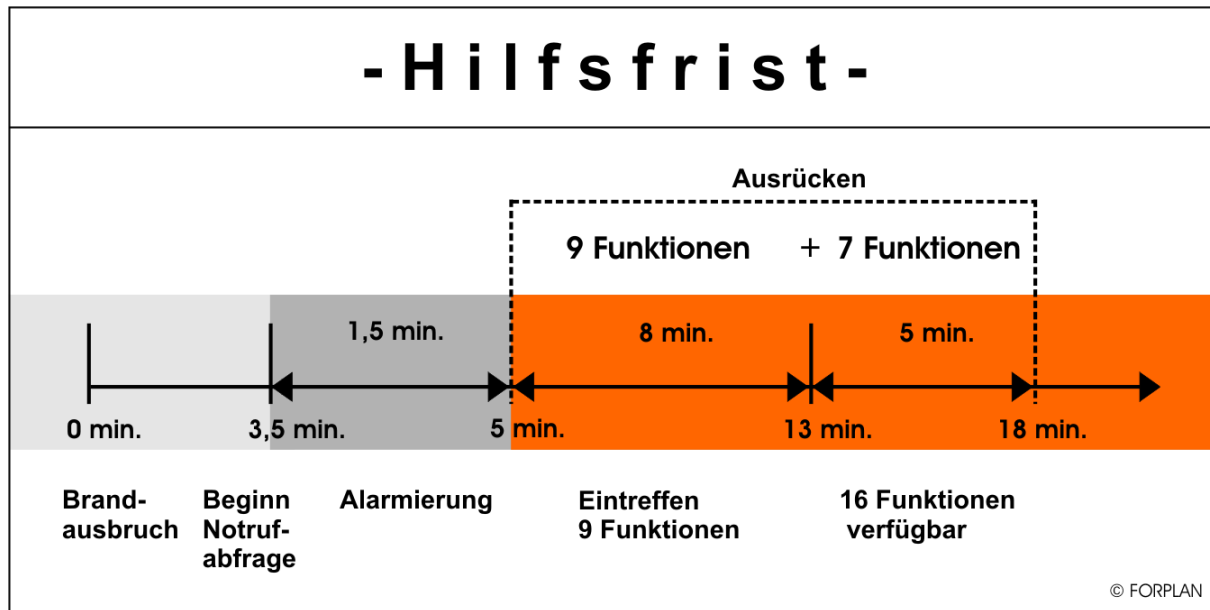 - H i l f s f r i s t -
Ausrücken
9 Funktionen + 7 Funktionen
1,5 min. 8 min. 5 min.
0 min. 3,5 min. 5 min. 13 min. 18 min.
Brand-
ausbruch
Beginn
Notruf-
abfrage
Alarmierung
Eintreffen
9 Funktionen
16 Funktionen
verfügbar
© FORPLAN